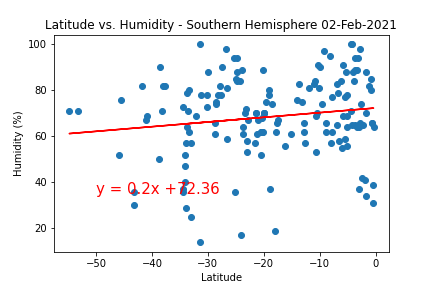 Latitude vs. Humidity - Southern Hemisphere 02-Feb-2021
100
80
60
40
20
Humidity (%)
y = 0.2x +72.36
−50
−40
−30
−20
−10
0
Latitude